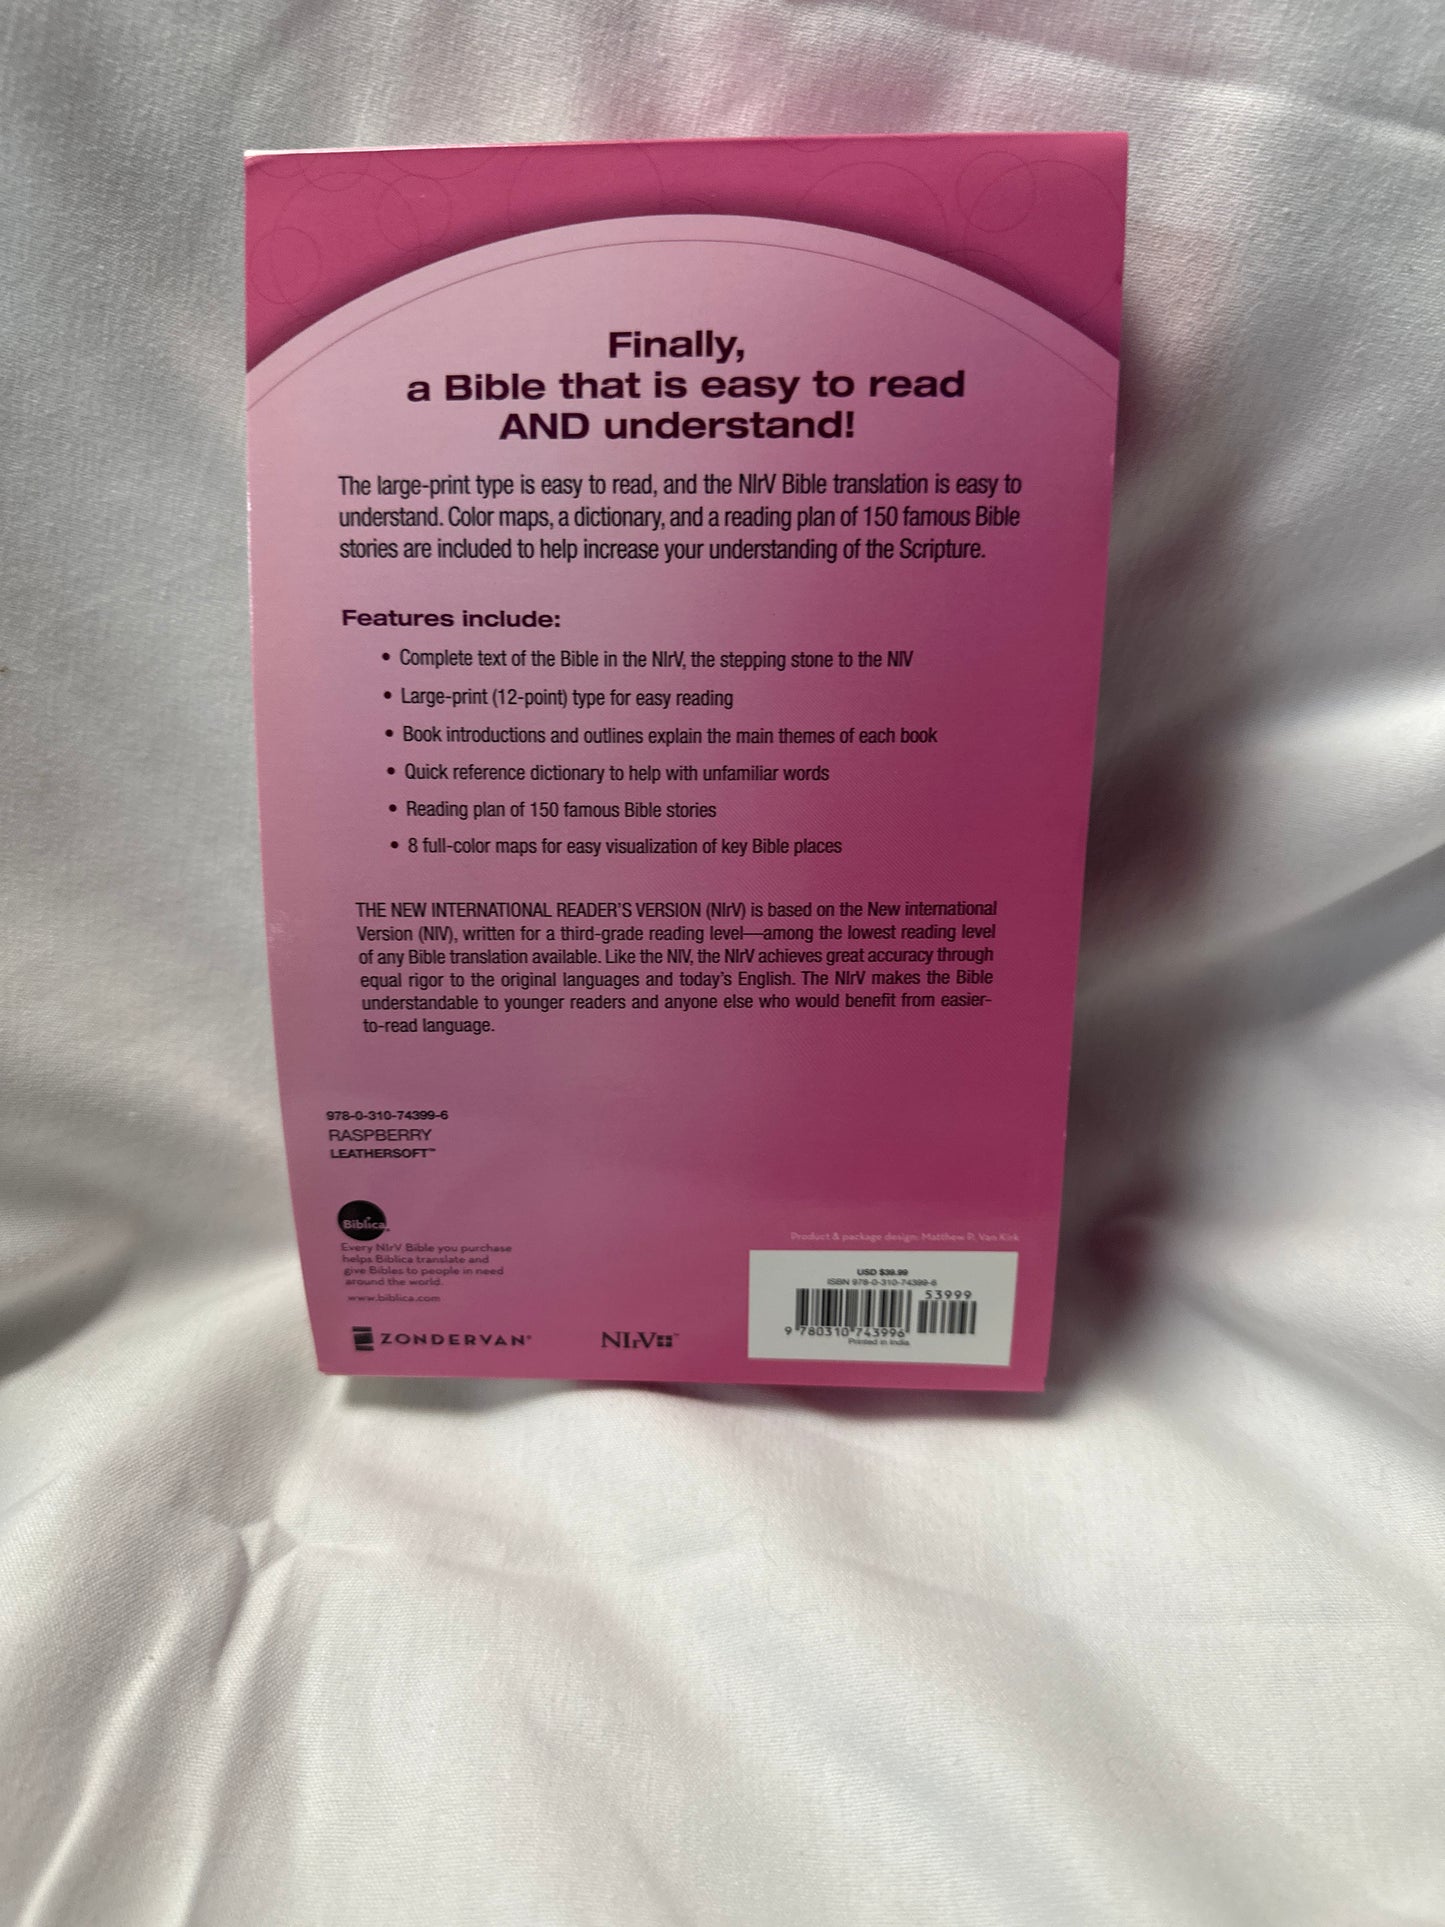 Finally,
a Bible that is easy to read
AND understand!
The large-print type is easy to read, and the NIrV Bible translation is easy to
understand. Color maps, a dictionary, and a reading plan of 150 famous Bible
stories are included to help increase your understanding of the Scripture.
Features include:
• Complete text of the Bible in the NIrV, the stepping stone to the NIV
• Large-print (12-point) type for easy reading
• Book introductions and outlines explain the main themes of each book
• Quick reference dictionary to help with unfamiliar words
• Reading plan of 150 famous Bible stories
• 8 full-color maps for easy visualization of key Bible places
THE NEW INTERNATIONAL READER'S VERSION (NIrV) is based on the New international
Version (NIV), written for a third-grade reading level—among the lowest reading level
of any Bible translation available. Like the NIV, the NIrV achieves great accuracy through
equal rigor to the original languages and today's English. The NIrV makes the Bible
understandable to younger readers and anyone else who would benefit from easier-
to-read language.
978-0-310-74399-6
RASPBERRY
LEATHERSOFT™
Biblica
Every NIrV Bible you purchase
helps Biblica translate and
give Bibles to people in need
around the world.
www.biblica.com
ZONDERVAN®
NIrV™
Product & package design: Matthew P. Van Kirk
USD $39.99
ISBN 978-0-310-74399-6
53999
9 780310 743996
Printed in India